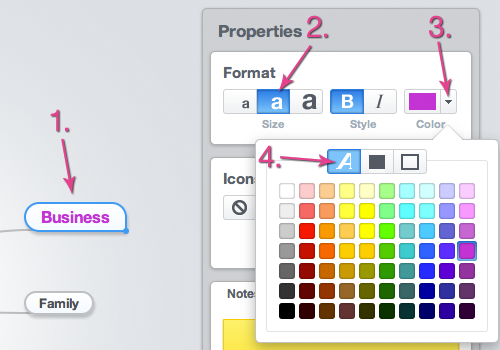 Properties
2.
3.
Format
a a a
B I
Size Style Color
1.
4.
A
Icons
Business
Family
Notes